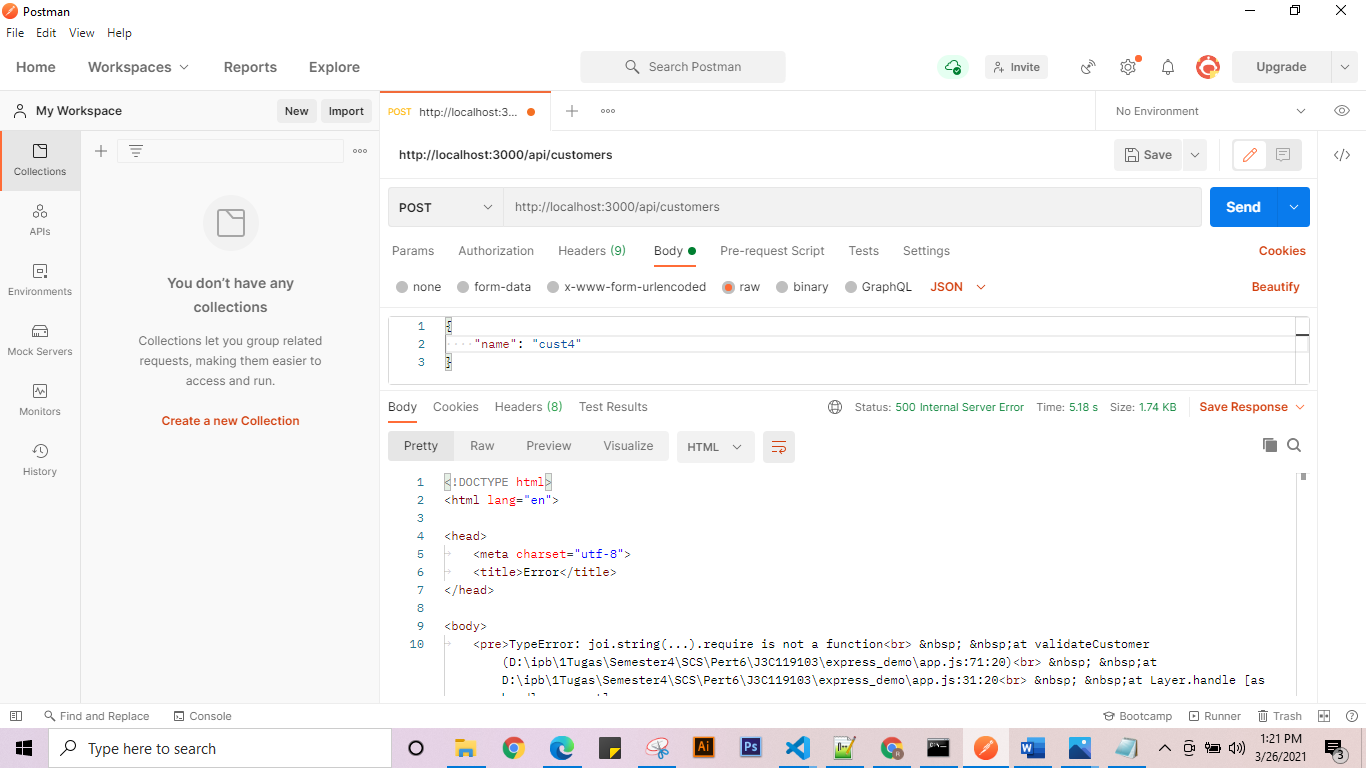 Postman
File Edit View Help
Home Workspaces Reports Explore Search Postman Invite Upgrade
My Workspace New Import POST http://localhost:3... No Environment
Collections
APIs
Environments
Mock Servers
Monitors
History
You don't have any
collections
Collections let you group related
requests, making them easier to
access and run.
Create a new Collection
http://localhost:3000/api/customers Save
POST http://localhost:3000/api/customers Send
Params Authorization Headers (9) Body Pre-request Script Tests Settings Cookies
none form-data x-www-form-urlencoded raw binary GraphQL JSON Beautify
1 {
2 "name": "cust4"
3 }
Body Cookies Headers (8) Test Results Status: 500 Internal Server Error Time: 5.18 s Size: 1.74 KB Save Response
Pretty Raw Preview Visualize HTML
1 <!DOCTYPE html>
2 <html lang="en">
3
4 <head>
5 <meta charset="utf-8">
6 <title>Error</title>
7 </head>
8
9 <body>
10 <pre>TypeError: joi.string(...).require is not a function<br> &nbsp; &nbsp;at validateCustomer
(D:\ipb\1Tugas\Semester4\SCS\Pert6\J3C119103\express_demo\app.js:71:20)<br> &nbsp; &nbsp;at
D:\ipb\1Tugas\Semester4\SCS\Pert6\J3C119103\express_demo\app.js:31:20<br> &nbsp; &nbsp;at Layer.handle [as
Find and Replace Console Bootcamp Runner Trash
Type here to search Ai Ps 1:21 PM
3/26/2021 3